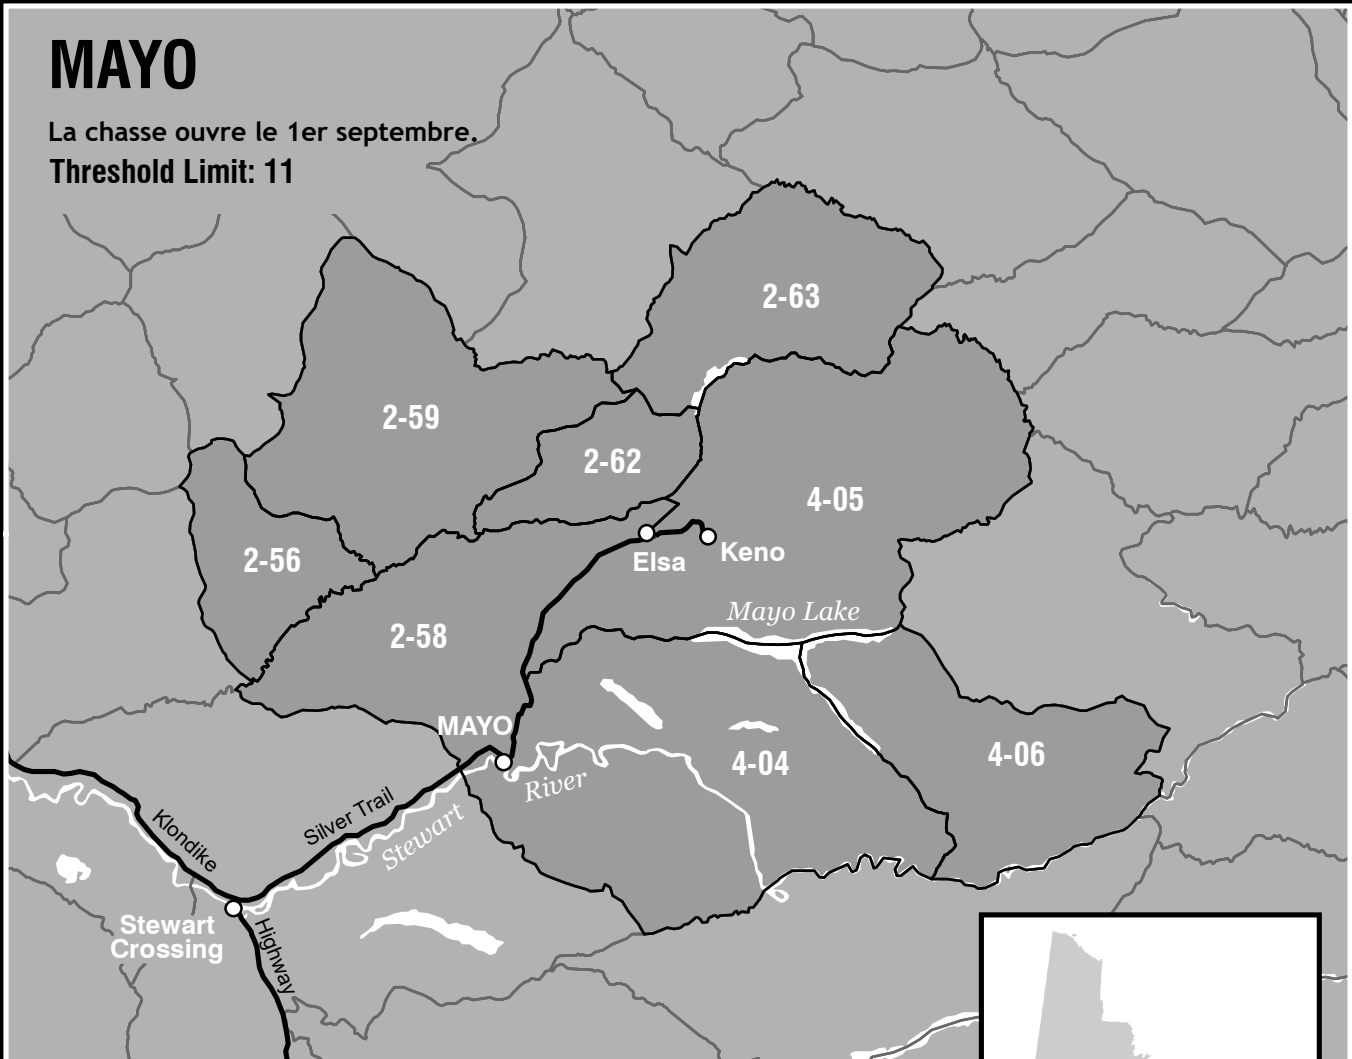 MAYO
La chasse ouvre le 1er septembre.
Threshold Limit: 11
2-63
2-59
2-62
4-05
2-56
Elsa
Keno
Mayo Lake
2-58
MAYO
4-04
4-06
River
Silver Trail
Klondike
Stewart
Stewart
Crossing
Highway